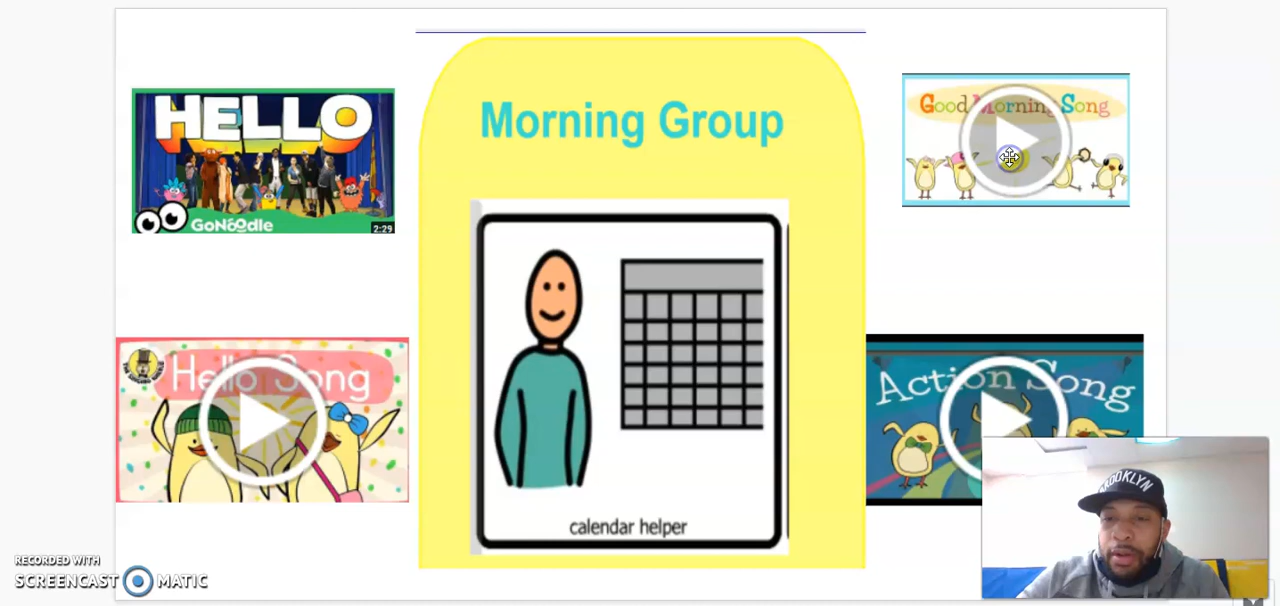 HELLO
GoNoodle
2:29
Morning Group
calendar helper
Good Morning Song
Hello Song
Action Song
BROOKLYN
RECORDED WITH
SCREENCAST MATIC